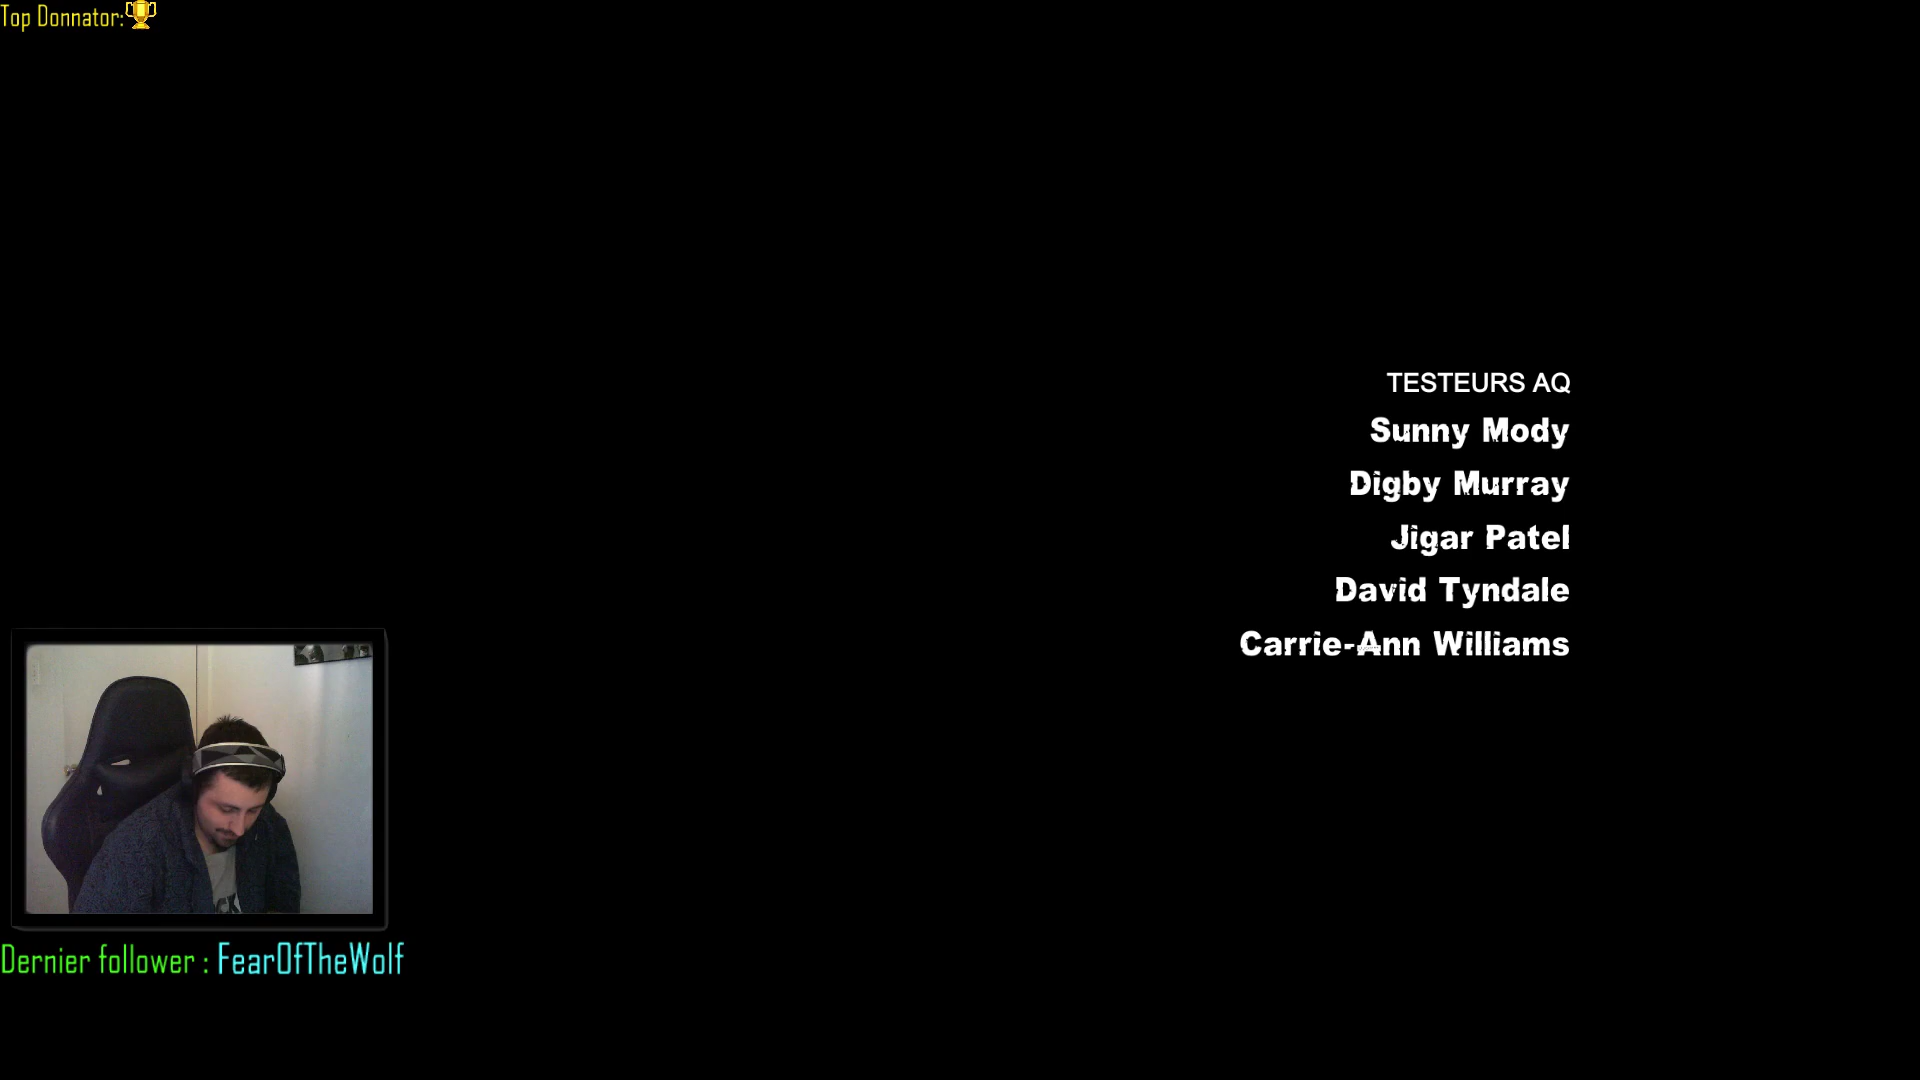 Top Donnator:
TESTEURS AQ
Sunny Mody
Digby Murray
Jigar Patel
David Tyndale
Carrie-Ann Williams
Dernier follower : FearOfTheWolf